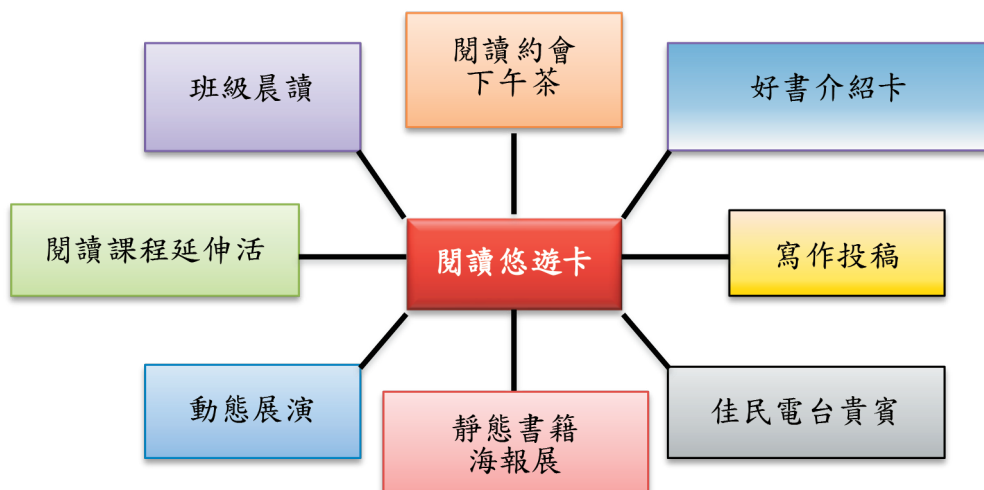 閱讀約會
下午茶
班級晨讀
好書介紹卡
閱讀課程延伸活
閱讀悠遊卡
寫作投稿
動態展演
靜態書籍
海報展
佳民電台貴賓